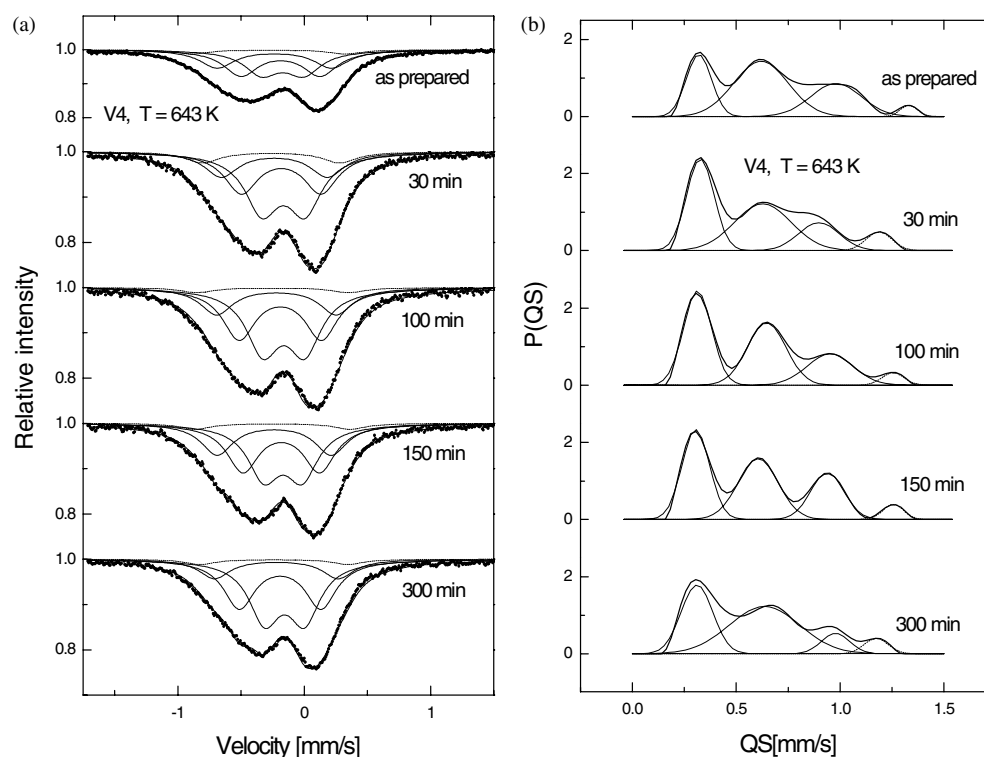 (a)
1.0
as prepared
0.8
V4, T = 643 K
1.0
30 min
0.8
1.0
100 min
0.8
1.0
150 min
0.8
1.0
300 min
0.8
-1
0
1
Relative intensity
Velocity [mm/s]
(b)
2
as prepared
0
V4, T = 643 K
2
30 min
0
2
100 min
0
2
150 min
0
2
300 min
0
0.0
0.5
1.0
1.5
P(QS)
QS[mm/s]